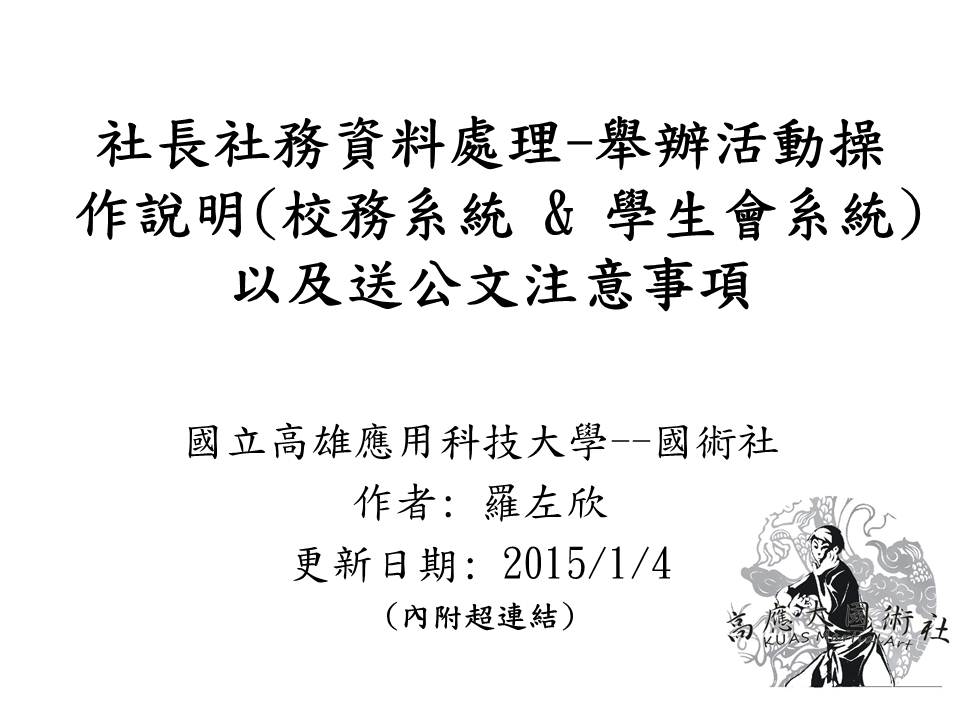 社長社務資料處理-舉辦活動操
作說明(校務系統 & 學生會系統)
以及送公文注意事項
國立高雄應用科技大學--國術社
作者: 羅左欣
更新日期: 2015/1/4
(內附超連結)
高應大國術社
KUAS Martial Art